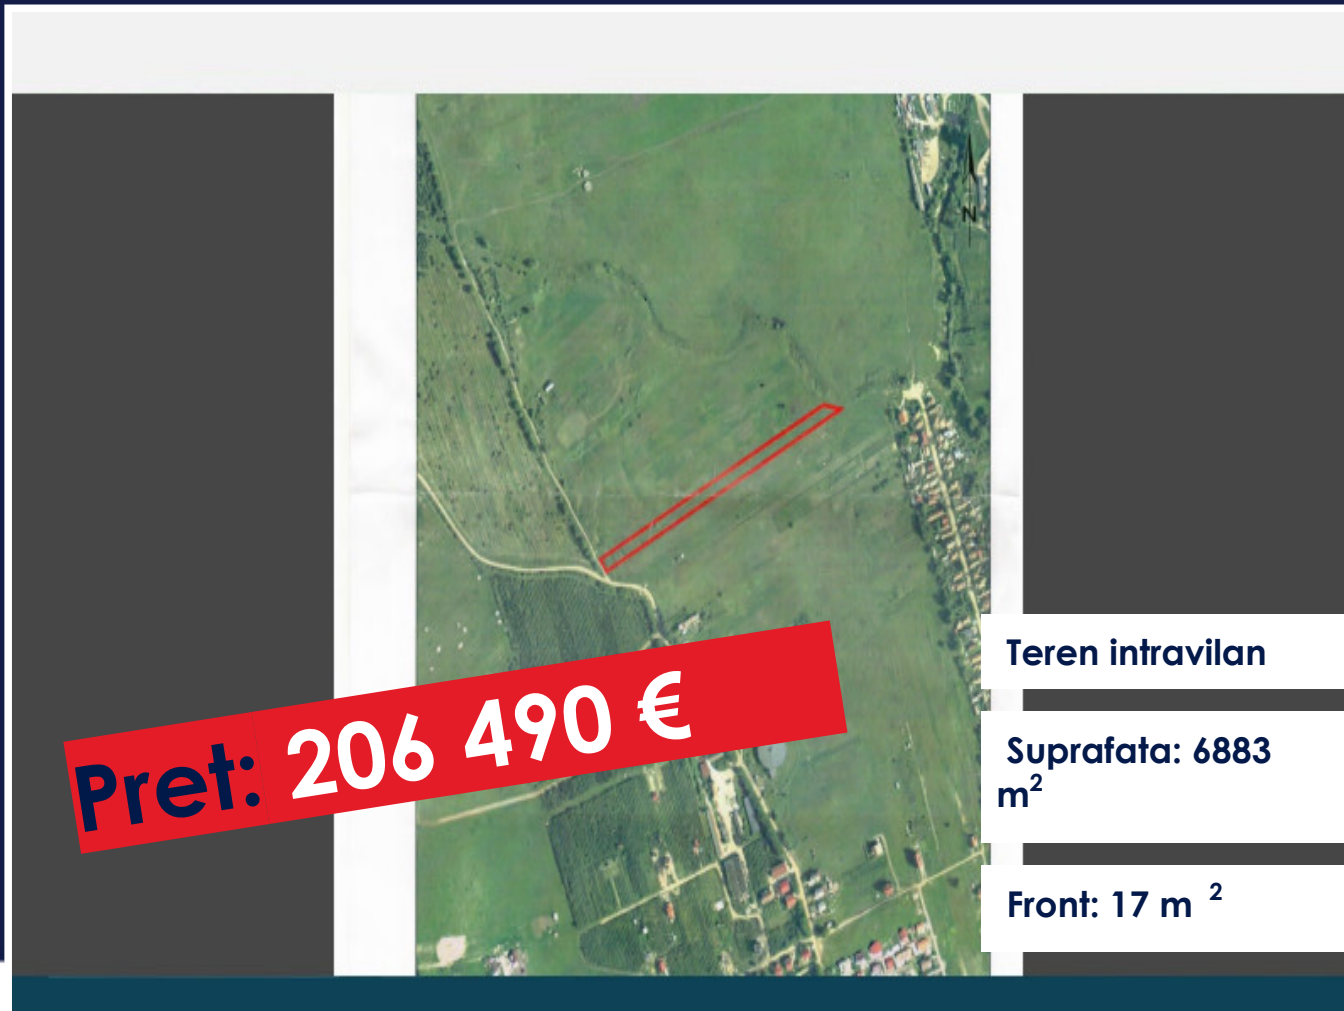 N
Teren intravilan
Pret: 206 490 €
Suprafata: 6883
m²
Front: 17 m ²